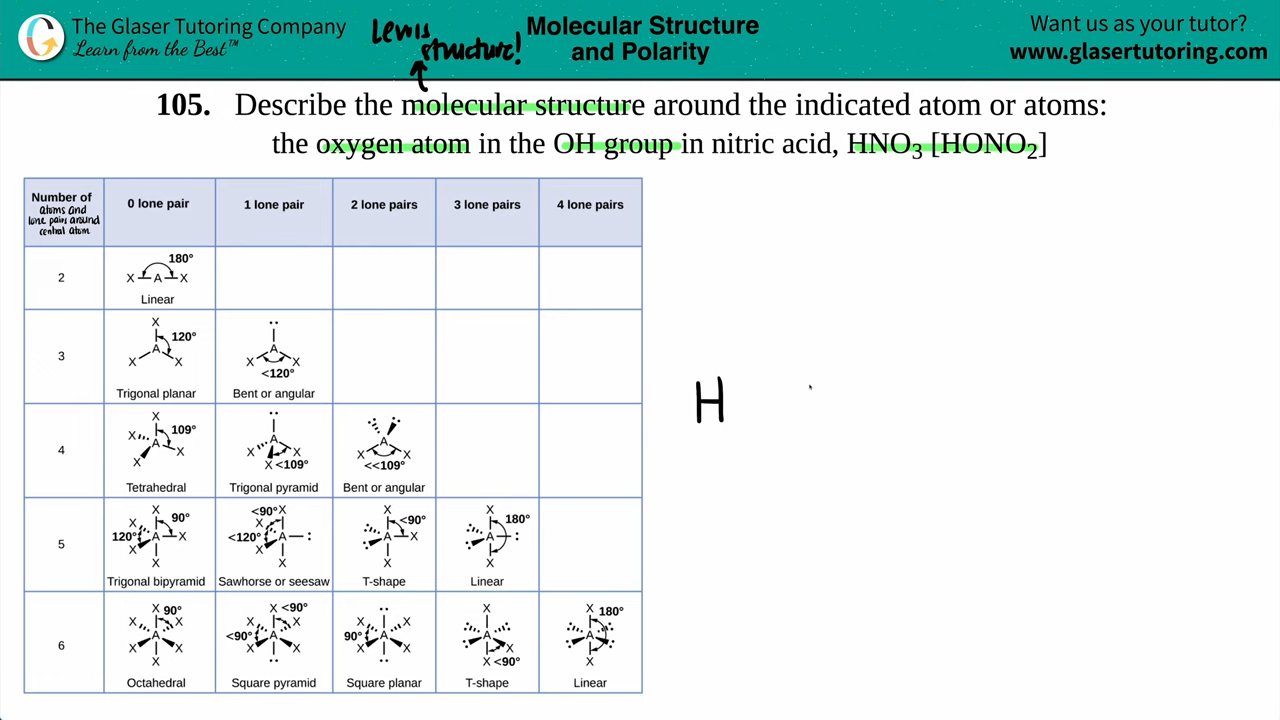 The Glaser Tutoring Company
Learn from the Best™
Lewis structure!
Molecular Structure
and Polarity
Want us as your tutor?
www.glasertutoring.com
105. Describe the molecular structure around the indicated atom or atoms:
the oxygen atom in the OH group in nitric acid, HNO₃ [HONO₂]
Number of atoms and lone pairs around central atom
0 lone pair
1 lone pair
2 lone pairs
3 lone pairs
4 lone pairs
2
180°
X A X
Linear
3
X
120°
A
X X
Trigonal planar
A
X X
<120°
Bent or angular
4
X
X 109°
A
X
X
Tetrahedral
A
X X
X <109°
Trigonal pyramid
A
X X
<<109°
Bent or angular
5
X
X 90°
120° A X
X
X
Trigonal bipyramid
<90° X
X
<120° A :
X
X
Sawhorse or seesaw
X
<90°
A X
X
T-shape
X
180°
A :
X
Linear
6
X 90°
X X
A
X X
X
Octahedral
X <90°
X X
<90° A
X X
Square pyramid
X X
90° A
X X
Square planar
X
A
X
X <90°
T-shape
X 180°
A
X
Linear
H